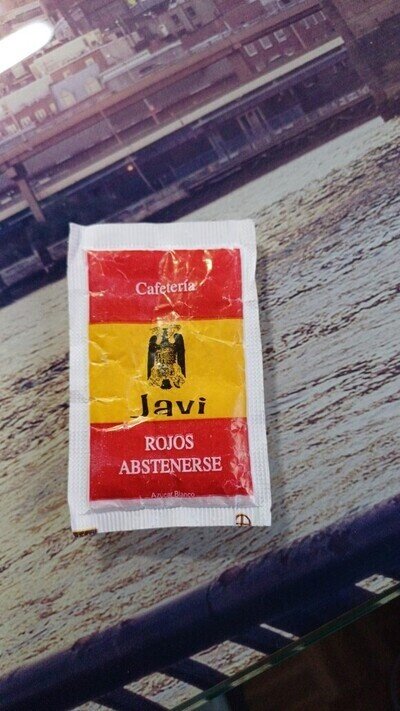 Cafetería
Javi
ROJOS
ABSTENERSE
Azúcar Blanco